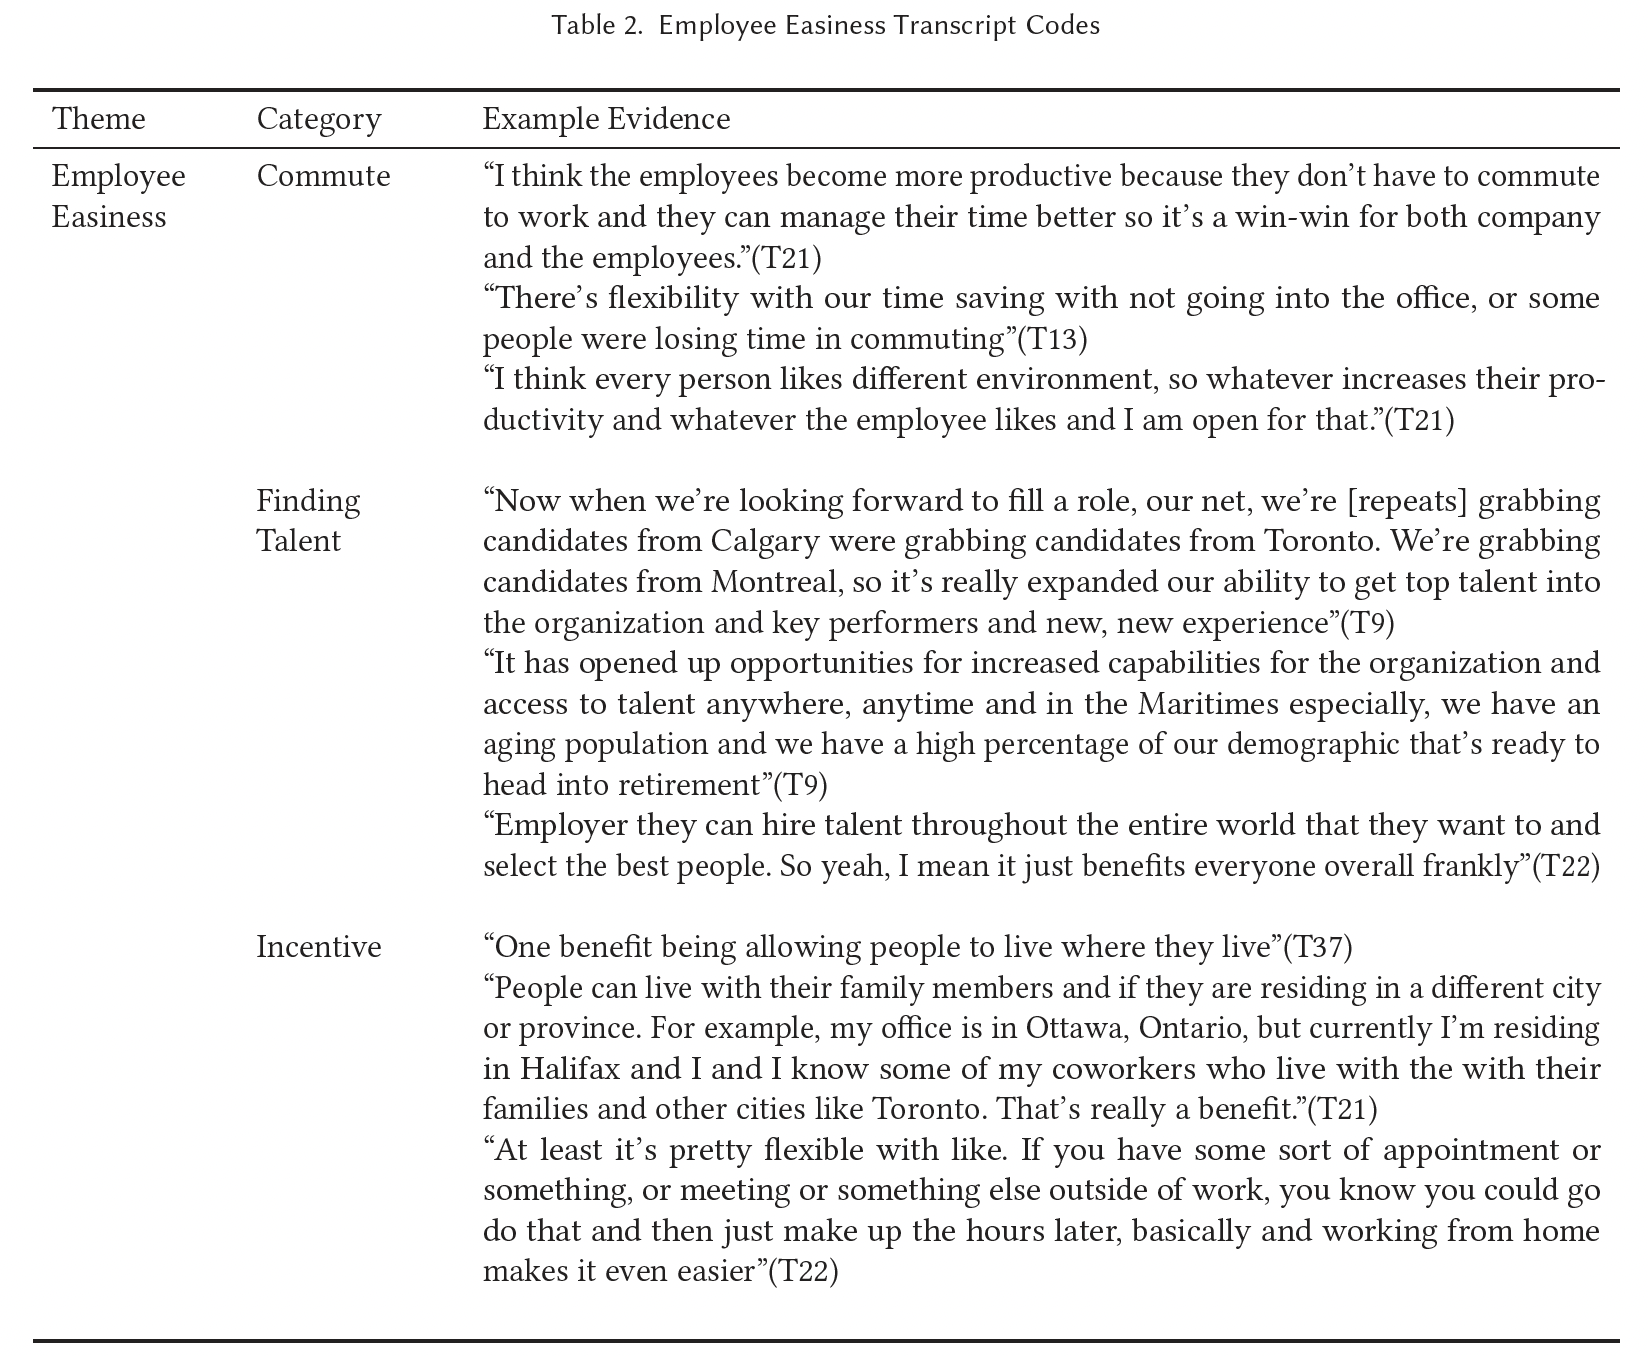 Table 2. Employee Easiness Transcript Codes
Theme Category Example Evidence
Employee Commute “I think the employees become more productive because they don’t have to commute
Easiness to work and they can manage their time better so it’s a win-win for both company
and the employees.”(T21)
“There’s flexibility with our time saving with not going into the office, or some
people were losing time in commuting”(T13)
“I think every person likes different environment, so whatever increases their pro-
ductivity and whatever the employee likes and I am open for that.”(T21)
Finding “Now when we’re looking forward to fill a role, our net, we’re [repeats] grabbing
Talent candidates from Calgary were grabbing candidates from Toronto. We’re grabbing
candidates from Montreal, so it’s really expanded our ability to get top talent into
the organization and key performers and new, new experience”(T9)
“It has opened up opportunities for increased capabilities for the organization and
access to talent anywhere, anytime and in the Maritimes especially, we have an
aging population and we have a high percentage of our demographic that’s ready to
head into retirement”(T9)
“Employer they can hire talent throughout the entire world that they want to and
select the best people. So yeah, I mean it just benefits everyone overall frankly”(T22)
Incentive “One benefit being allowing people to live where they live”(T37)
“People can live with their family members and if they are residing in a different city
or province. For example, my office is in Ottawa, Ontario, but currently I’m residing
in Halifax and I and I know some of my coworkers who live with the with their
families and other cities like Toronto. That’s really a benefit.”(T21)
“At least it’s pretty flexible with like. If you have some sort of appointment or
something, or meeting or something else outside of work, you know you could go
do that and then just make up the hours later, basically and working from home
makes it even easier”(T22)